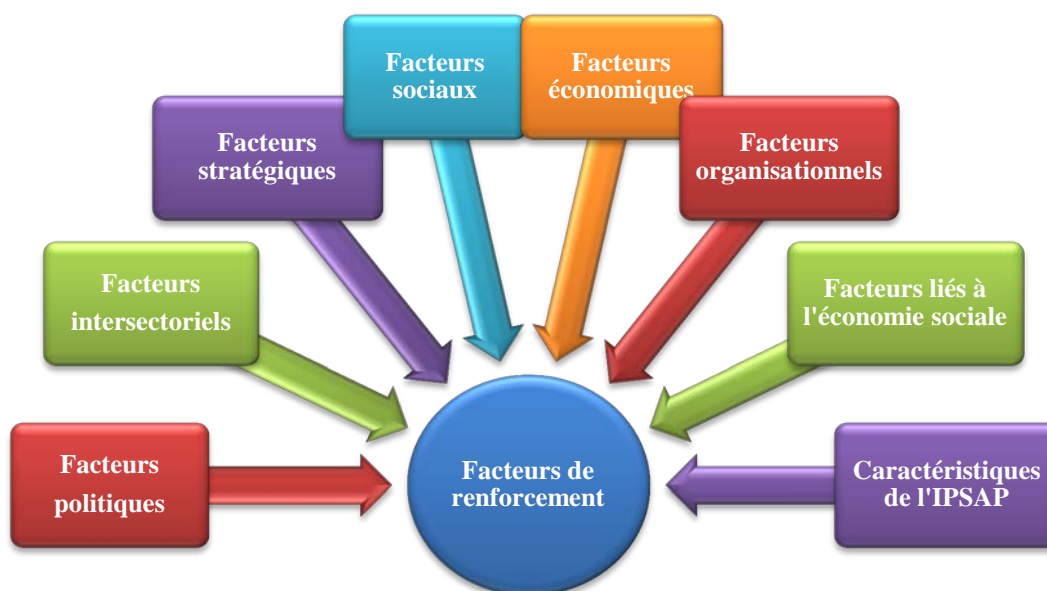 Facteurs
sociaux
Facteurs
économiques
Facteurs
stratégiques
Facteurs
organisationnels
Facteurs
intersectoriels
Facteurs liés à
l'économie sociale
Facteurs
politiques
Facteurs de
renforcement
Caractéristiques
de l'IPSAP